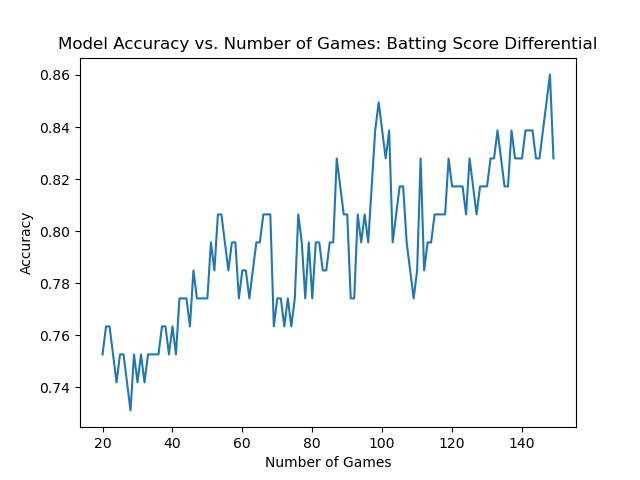 Model Accuracy vs. Number of Games: Batting Score Differential
0.86
0.84
0.82
0.80
0.78
0.76
0.74
Accuracy
20 40 60 80 100 120 140
Number of Games